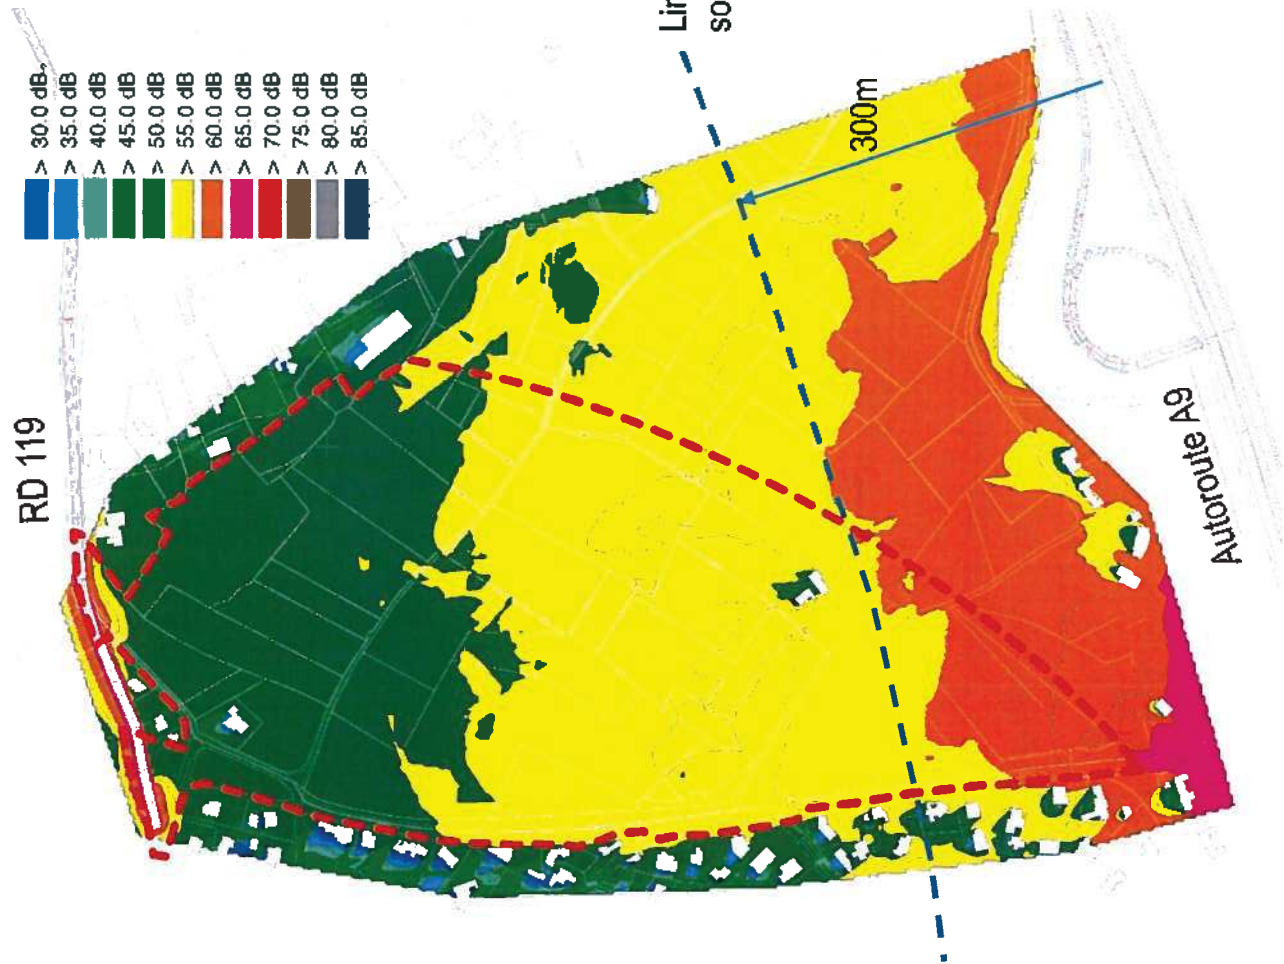 RD 119
> 30.0 dB
> 35.0 dB
> 40.0 dB
> 45.0 dB
> 50.0 dB
> 55.0 dB
> 60.0 dB
> 65.0 dB
> 70.0 dB
> 75.0 dB
> 80.0 dB
> 85.0 dB
300m
Autoroute A9